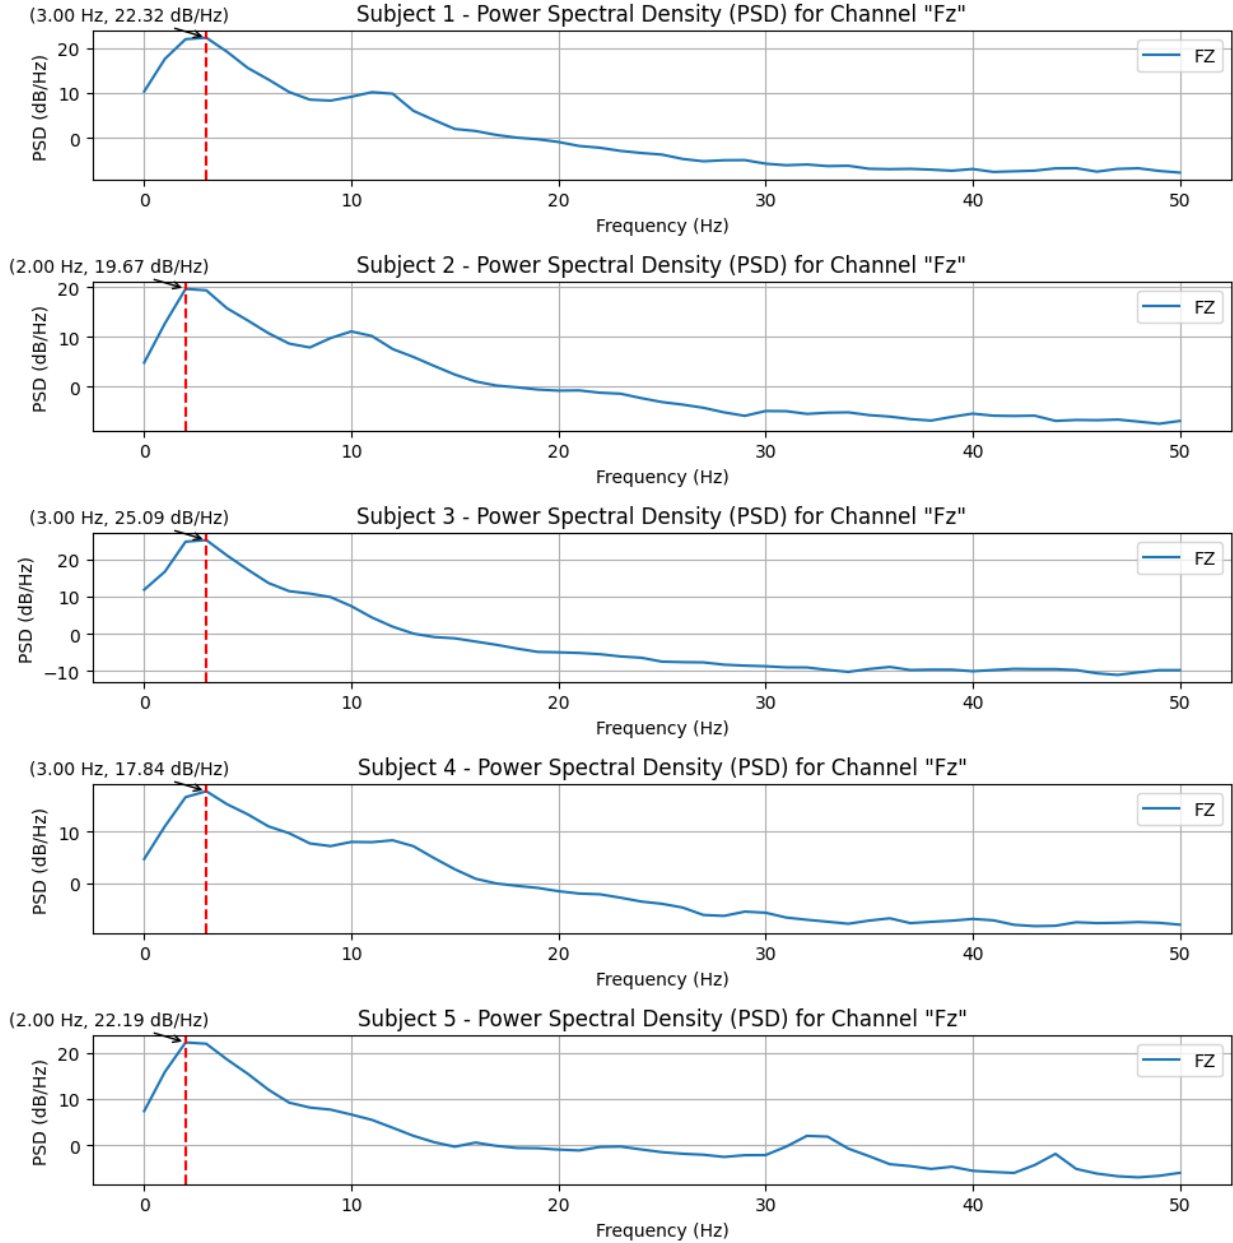 (3.00 Hz, 22.32 dB/Hz)
Subject 1 - Power Spectral Density (PSD) for Channel "Fz"
FZ
20
10
0
PSD (dB/Hz)
0 10 20 30 40 50
Frequency (Hz)
(2.00 Hz, 19.67 dB/Hz)
Subject 2 - Power Spectral Density (PSD) for Channel "Fz"
FZ
20
10
0
PSD (dB/Hz)
0 10 20 30 40 50
Frequency (Hz)
(3.00 Hz, 25.09 dB/Hz)
Subject 3 - Power Spectral Density (PSD) for Channel "Fz"
FZ
20
10
0
−10
PSD (dB/Hz)
0 10 20 30 40 50
Frequency (Hz)
(3.00 Hz, 17.84 dB/Hz)
Subject 4 - Power Spectral Density (PSD) for Channel "Fz"
FZ
10
0
PSD (dB/Hz)
0 10 20 30 40 50
Frequency (Hz)
(2.00 Hz, 22.19 dB/Hz)
Subject 5 - Power Spectral Density (PSD) for Channel "Fz"
FZ
20
10
0
PSD (dB/Hz)
0 10 20 30 40 50
Frequency (Hz)